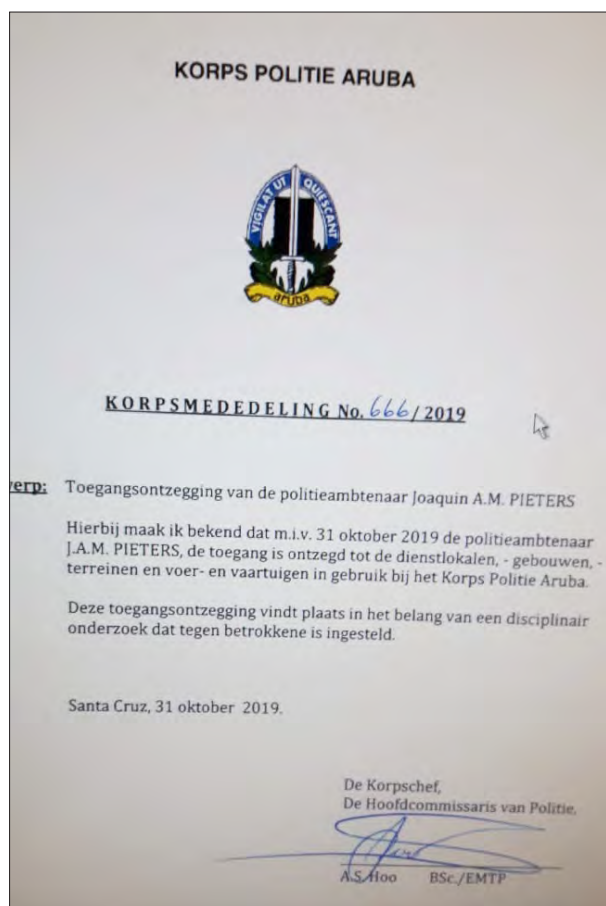 KORPS POLITIE ARUBA
VIGILAT UT QUIESCANT
aruba
KORPSMEDEDELING No. 666/2019
erp: Toegangsontzegging van de politieambtenaar Joaquin A.M. PIETERS
Hierbij maak ik bekend dat m.i.v. 31 oktober 2019 de politieambtenaar
J.A.M. PIETERS, de toegang is ontzegd tot de dienstlokalen, - gebouwen, -
terreinen en voer- en vaartuigen in gebruik bij het Korps Politie Aruba.
Deze toegangsontzegging vindt plaats in het belang van een disciplinair
onderzoek dat tegen betrokkene is ingesteld.
Santa Cruz, 31 oktober 2019.
De Korpschef,
De Hoofdcommissaris van Politie,
A.S. Hoo BSc./EMTP